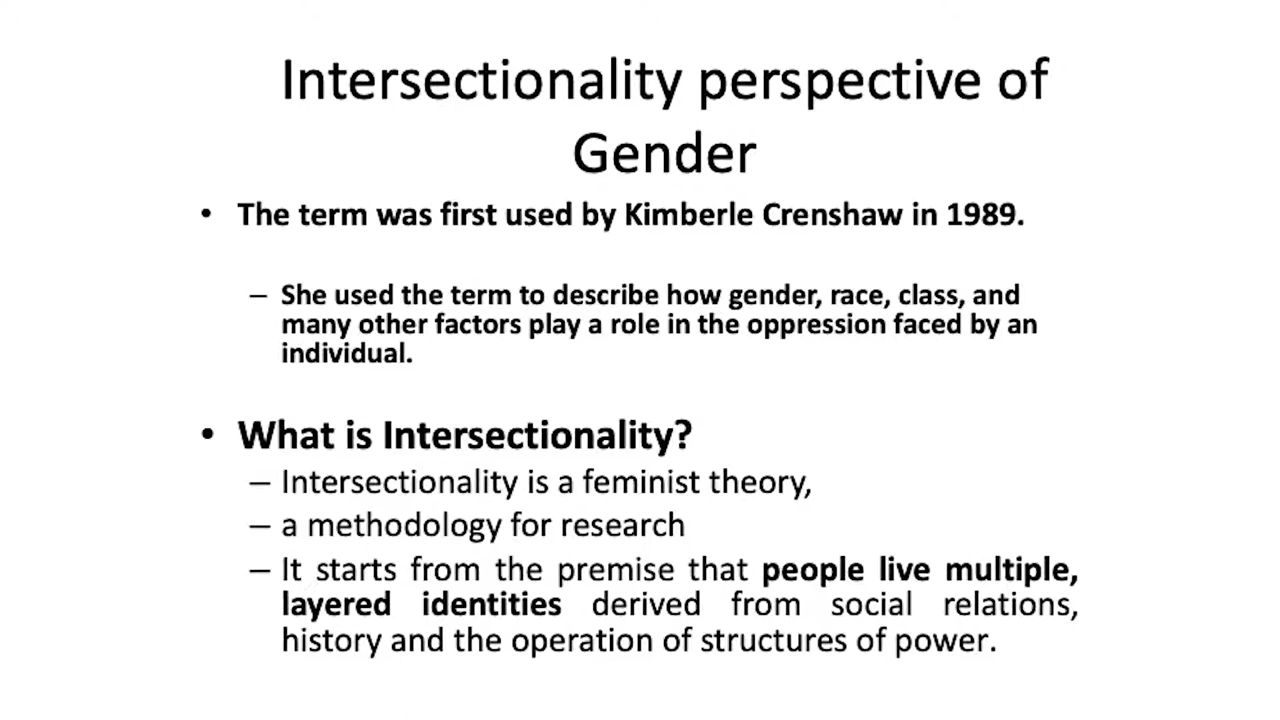 Intersectionality perspective of
Gender
• The term was first used by Kimberle Crenshaw in 1989.
– She used the term to describe how gender, race, class, and
many other factors play a role in the oppression faced by an
individual.
• What is Intersectionality?
– Intersectionality is a feminist theory,
– a methodology for research
– It starts from the premise that people live multiple,
layered identities derived from social relations,
history and the operation of structures of power.